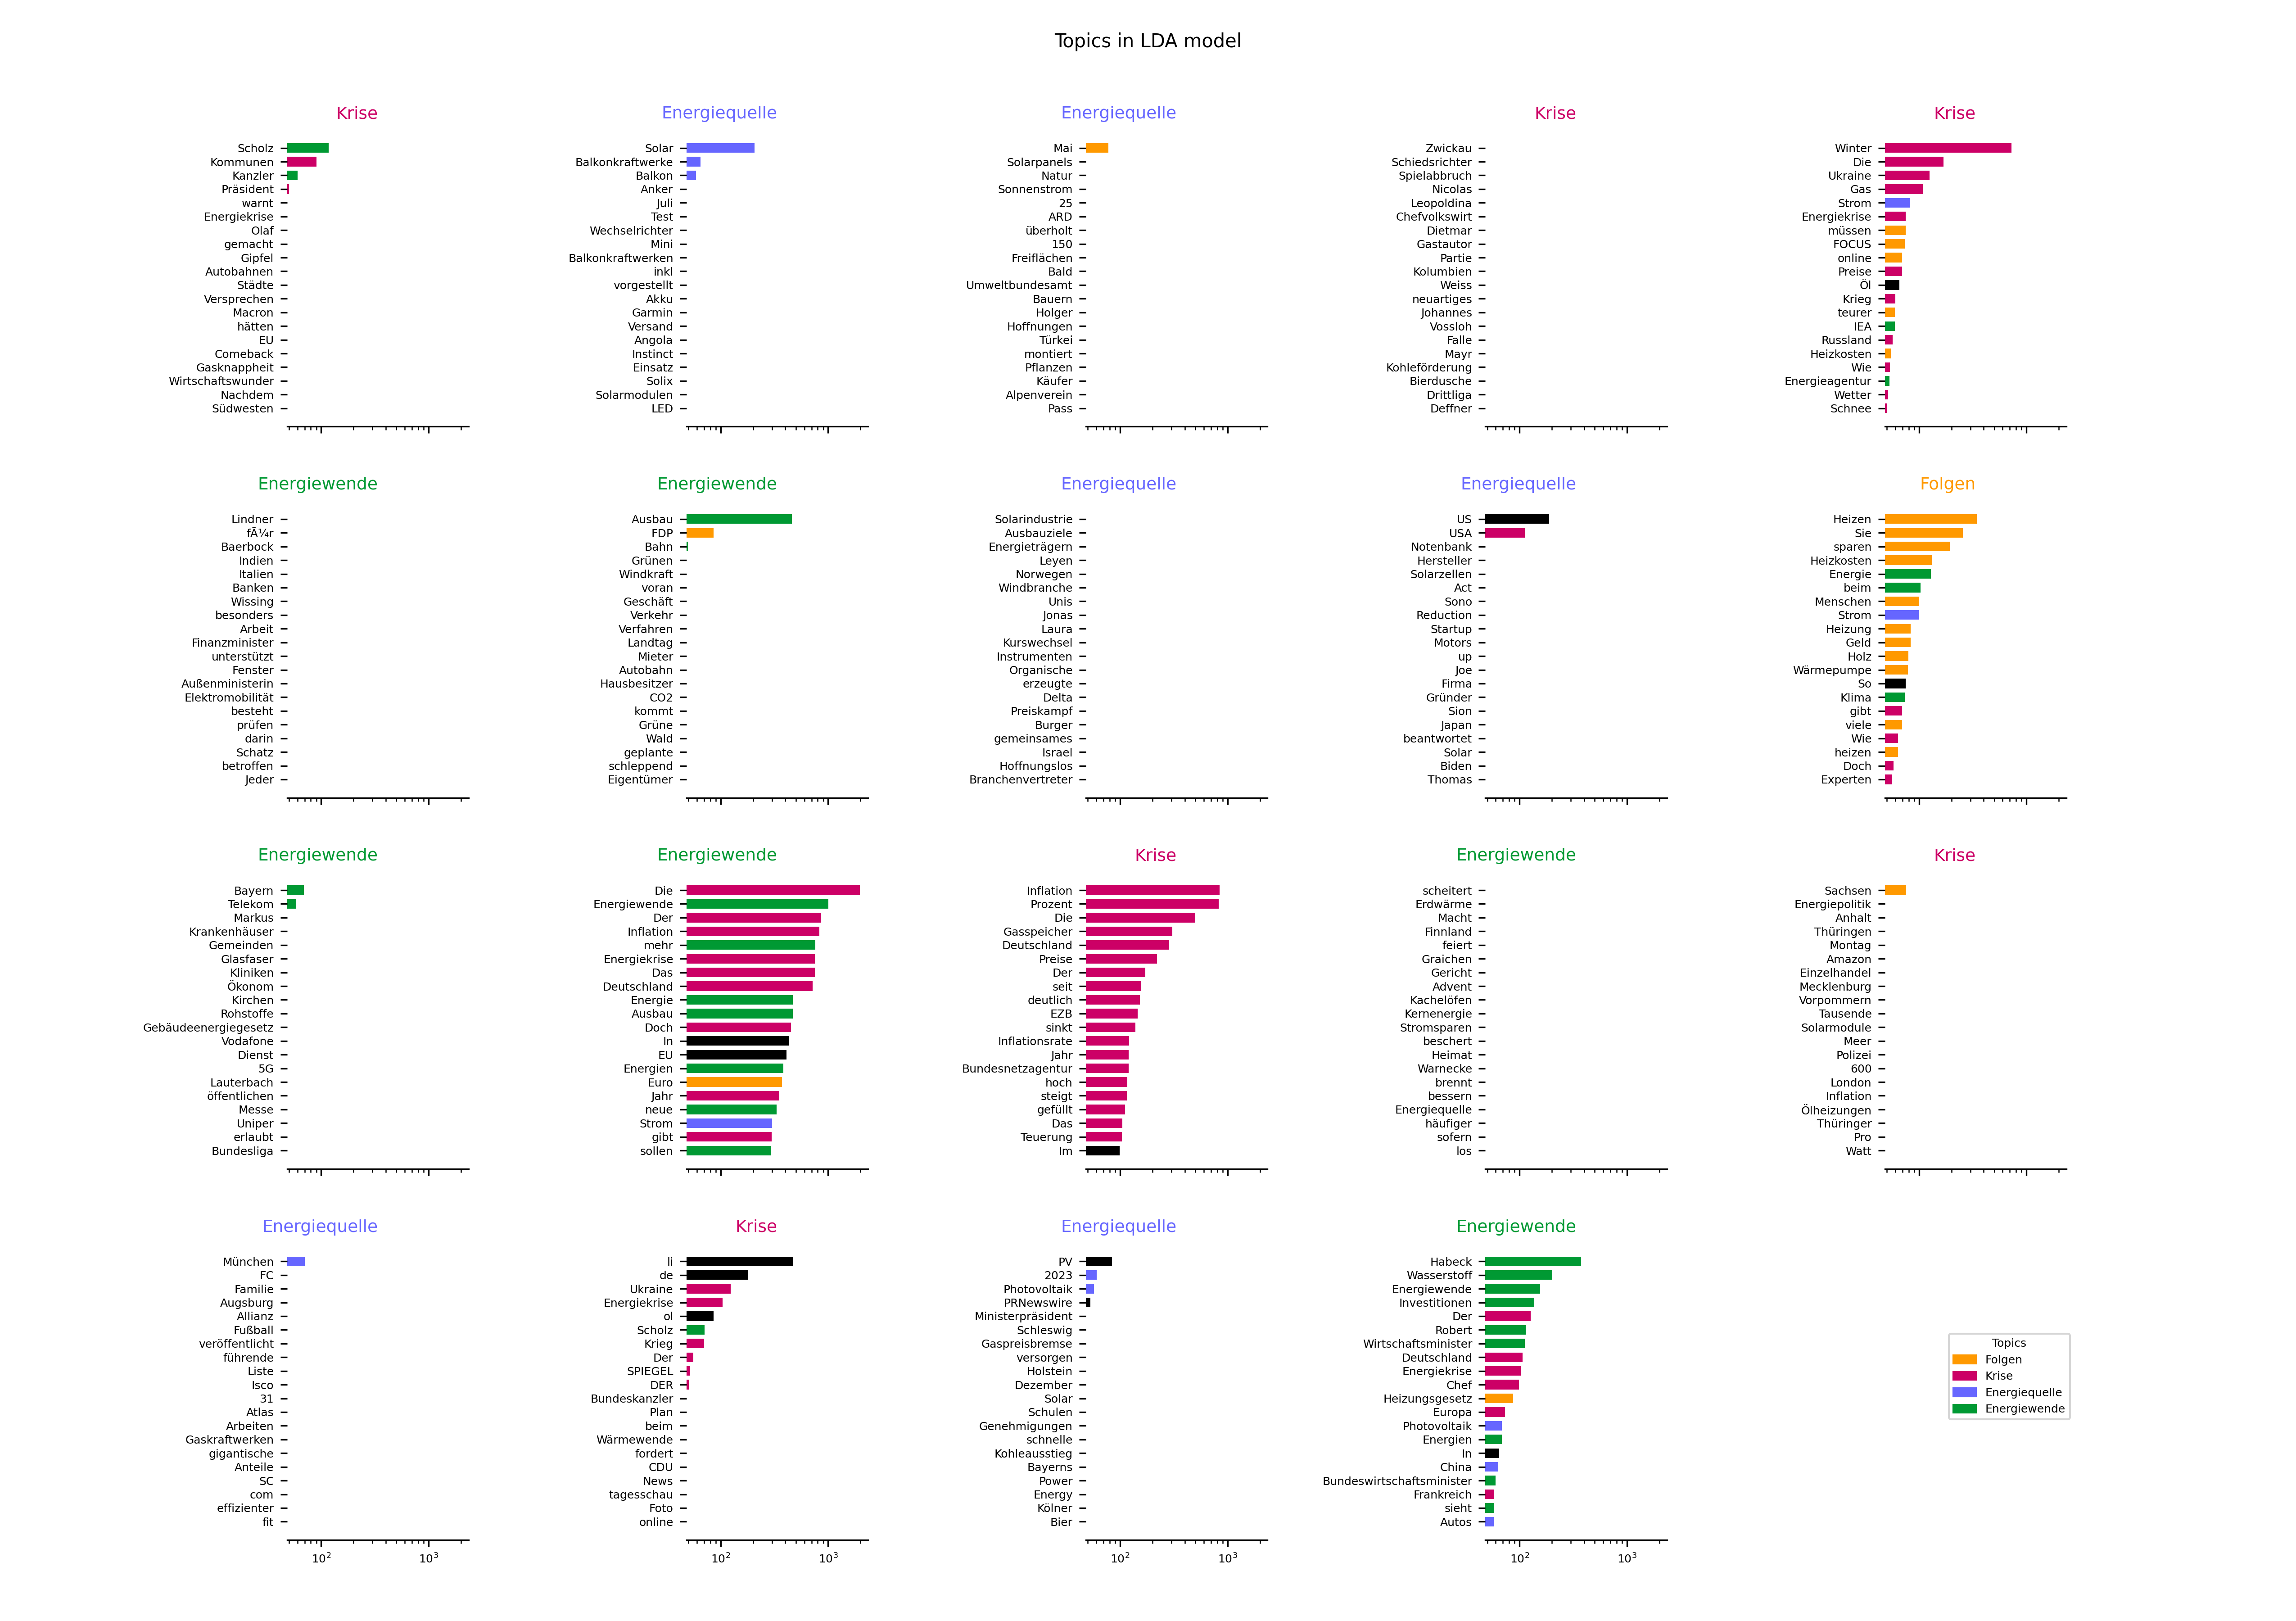 Topics in LDA model
Krise
Scholz
Kommunen
Kanzler
Präsident
warnt
Energiekrise
Olaf
gemacht
Gipfel
Autobahnen
Städte
Versprechen
Macron
hätten
EU
Comeback
Gasknappheit
Wirtschaftswunder
Nachdem
Südwesten
Energiequelle
Solar
Balkonkraftwerke
Balkon
Anker
Juli
Test
Wechselrichter
Mini
Balkonkraftwerken
inkl
vorgestellt
Akku
Garmin
Versand
Angola
Instinct
Einsatz
Solix
Solarmodulen
LED
Energiequelle
Mai
Solarpanels
Natur
Sonnenstrom
25
ARD
überholt
150
Freiflächen
Bald
Umweltbundesamt
Bauern
Holger
Hoffnungen
Türkei
montiert
Pflanzen
Käufer
Alpenverein
Pass
Krise
Zwickau
Schiedsrichter
Spielabbruch
Nicolas
Leopoldina
Chefvolkswirt
Dietmar
Gastautor
Partie
Kolumbien
Weiss
neuartiges
Johannes
Vossloh
Falle
Mayr
Kohleförderung
Bierdusche
Drittliga
Deffner
Krise
Winter
Die
Ukraine
Gas
Strom
Energiekrise
müssen
FOCUS
online
Preise
Öl
Krieg
teurer
IEA
Russland
Heizkosten
Wie
Energieagentur
Wetter
Schnee
Energiewende
Lindner
fÃ¼r
Baerbock
Indien
Italien
Banken
Wissing
besonders
Arbeit
Finanzminister
unterstützt
Fenster
Außenministerin
Elektromobilität
besteht
prüfen
darin
Schatz
betroffen
Jeder
Energiewende
Ausbau
FDP
Bahn
Grünen
Windkraft
voran
Geschäft
Verkehr
Verfahren
Landtag
Mieter
Autobahn
Hausbesitzer
CO2
kommt
Grüne
Wald
geplante
schleppend
Eigentümer
Energiequelle
Solarindustrie
Ausbauziele
Energieträgern
Leyen
Norwegen
Windbranche
Unis
Jonas
Laura
Kurswechsel
Instrumenten
Organische
erzeugte
Delta
Preiskampf
Burger
gemeinsames
Israel
Hoffnungslos
Branchenvertreter
Energiequelle
US
USA
Notenbank
Hersteller
Solarzellen
Act
Sono
Reduction
Startup
Motors
up
Joe
Firma
Gründer
Sion
Japan
beantwortet
Solar
Biden
Thomas
Folgen
Heizen
Sie
sparen
Heizkosten
Energie
beim
Menschen
Strom
Heizung
Geld
Holz
Wärmepumpe
So
Klima
gibt
viele
Wie
heizen
Doch
Experten
Energiewende
Bayern
Telekom
Markus
Krankenhäuser
Gemeinden
Glasfaser
Kliniken
Ökonom
Kirchen
Rohstoffe
Gebäudeenergiegesetz
Vodafone
Dienst
5G
Lauterbach
öffentlichen
Messe
Uniper
erlaubt
Bundesliga
Energiewende
Die
Energiewende
Der
Inflation
mehr
Energiekrise
Das
Deutschland
Energie
Ausbau
Doch
In
EU
Energien
Euro
Jahr
neue
Strom
gibt
sollen
Krise
Inflation
Prozent
Die
Gasspeicher
Deutschland
Preise
Der
seit
deutlich
EZB
sinkt
Inflationsrate
Jahr
Bundesnetzagentur
hoch
steigt
gefüllt
Das
Teuerung
Im
Energiewende
scheitert
Erdwärme
Macht
Finnland
feiert
Graichen
Gericht
Advent
Kachelöfen
Kernenergie
Stromsparen
beschert
Heimat
Warnecke
brennt
bessern
Energiequelle
häufiger
sofern
los
Krise
Sachsen
Energiepolitik
Anhalt
Thüringen
Montag
Amazon
Einzelhandel
Mecklenburg
Vorpommern
Tausende
Solarmodule
Meer
Polizei
600
London
Inflation
Ölheizungen
Thüringer
Pro
Watt
Energiequelle
München
FC
Familie
Augsburg
Allianz
Fußball
veröffentlicht
führende
Liste
Isco
31
Atlas
Arbeiten
Gaskraftwerken
gigantische
Anteile
SC
com
effizienter
fit
10² 10³
Krise
li
de
Ukraine
Energiekrise
ol
Scholz
Krieg
Der
SPIEGEL
DER
Bundeskanzler
Plan
beim
Wärmewende
fordert
CDU
News
tagesschau
Foto
online
10² 10³
Energiequelle
PV
2023
Photovoltaik
PRNewswire
Ministerpräsident
Schleswig
Gaspreisbremse
versorgen
Holstein
Dezember
Solar
Schulen
Genehmigungen
schnelle
Kohleausstieg
Bayerns
Power
Energy
Kölner
Bier
10² 10³
Energiewende
Habeck
Wasserstoff
Energiewende
Investitionen
Der
Robert
Wirtschaftsminister
Deutschland
Energiekrise
Chef
Heizungsgesetz
Europa
Photovoltaik
Energien
In
China
Bundeswirtschaftsminister
Frankreich
sieht
Autos
10² 10³
Topics
Folgen
Krise
Energiequelle
Energiewende